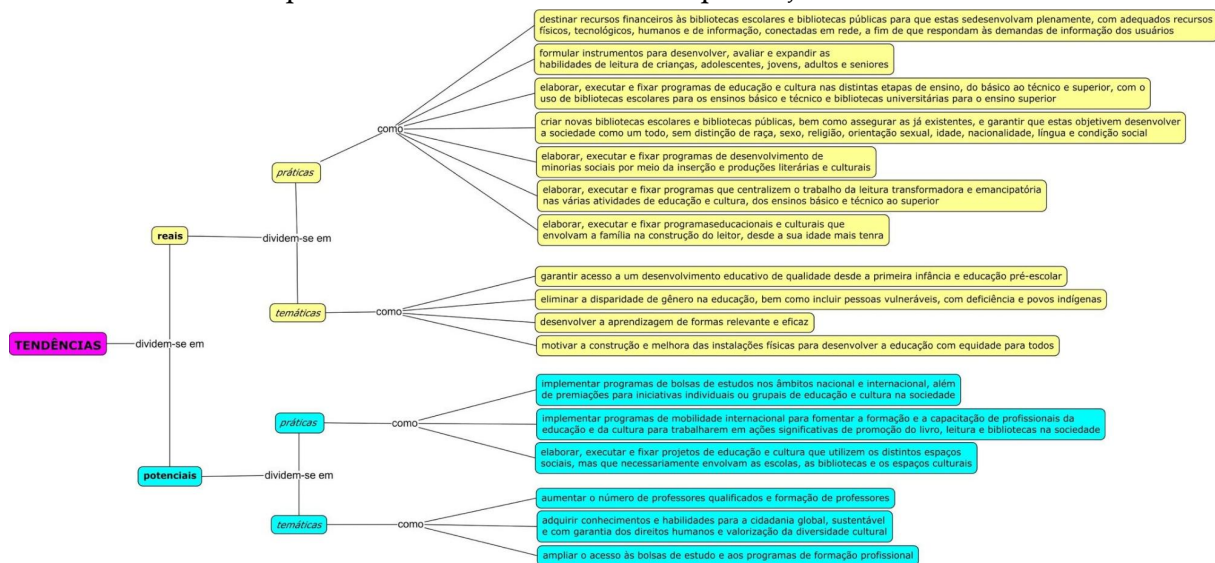 destinar recursos financeiros às bibliotecas escolares e bibliotecas públicas para que estas sedesenvolvam plenamente, com adequados recursos
físicos, tecnológicos, humanos e de informação, conectadas em rede, a fim de que respondam às demandas de informação dos usuários
formular instrumentos para desenvolver, avaliar e expandir as
habilidades de leitura de crianças, adolescentes, jovens, adultos e seniores
elaborar, executar e fixar programas de educação e cultura nas distintas etapas de ensino, do básico ao técnico e superior, com o
uso de bibliotecas escolares para os ensinos básico e técnico e bibliotecas universitárias para o ensino superior
como
criar novas bibliotecas escolares e bibliotecas públicas, bem como assegurar as já existentes, e garantir que estas objetivem desenvolver
a sociedade como um todo, sem distinção de raça, sexo, religião, orientação sexual, idade, nacionalidade, língua e condição social
elaborar, executar e fixar programas de desenvolvimento de
minorias sociais por meio da inserção e produções literárias e culturais
práticas
elaborar, executar e fixar programas que centralizem o trabalho da leitura transformadora e emancipatória
nas várias atividades de educação e cultura, dos ensinos básico e técnico ao superior
elaborar, executar e fixar programaseducacionais e culturais que
envolvam a família na construção do leitor, desde a sua idade mais tenra
reais
dividem-se em
garantir acesso a um desenvolvimento educativo de qualidade desde a primeira infância e educação pré-escolar
eliminar a disparidade de gênero na educação, bem como incluir pessoas vulneráveis, com deficiência e povos indígenas
temáticas
como
desenvolver a aprendizagem de formas relevante e eficaz
motivar a construção e melhora das instalações físicas para desenvolver a educação com equidade para todos
TENDÊNCIAS
dividem-se em
implementar programas de bolsas de estudos nos âmbitos nacional e internacional, além
de premiações para iniciativas individuais ou grupais de educação e cultura na sociedade
práticas
como
implementar programas de mobilidade internacional para fomentar a formação e a capacitação de profissionais da
educação e da cultura para trabalharem em ações significativas de promoção do livro, leitura e bibliotecas na sociedade
elaborar, executar e fixar projetos de educação e cultura que utilizem os distintos espaços
sociais, mas que necessariamente envolvam as escolas, as bibliotecas e os espaços culturais
potenciais
dividem-se em
aumentar o número de professores qualificados e formação de professores
temáticas
como
adquirir conhecimentos e habilidades para a cidadania global, sustentável
e com garantia dos direitos humanos e valorização da diversidade cultural
ampliar o acesso às bolsas de estudo e aos programas de formação profissional